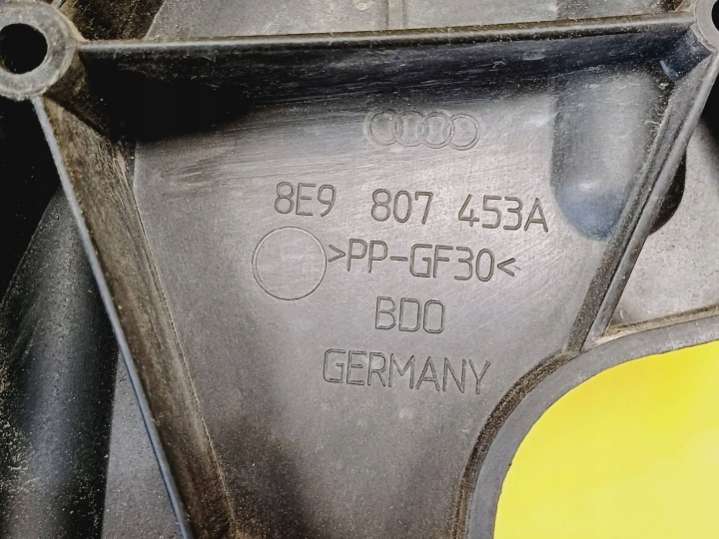 8E9 807 453A
>PP-GF30<
BDO
GERMANY